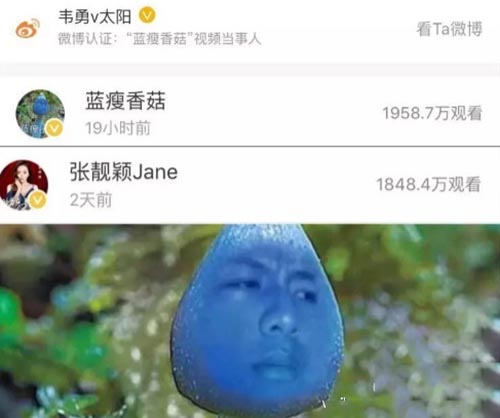 韦勇v太阳
微博认证：“蓝瘦香菇”视频当事人
看Ta微博
蓝瘦香菇
19小时前
1958.7万观看
张靓颖Jane
2天前
1848.4万观看